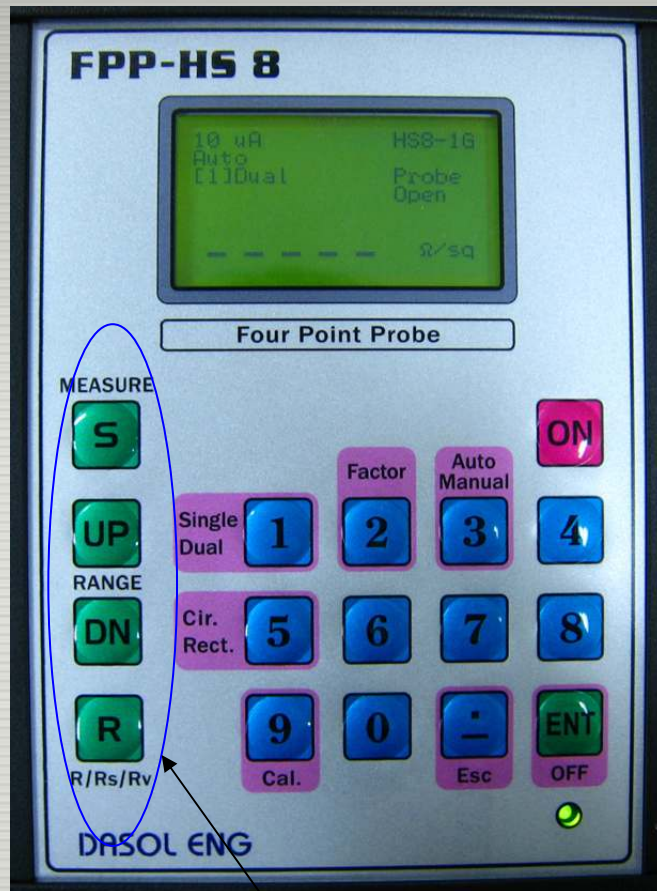 FPP-HS 8
10 uA HS8-1G
Auto
[1]Dual Probe
Open
_ _ _ _ _ Ω/sq
Four Point Probe
MEASURE
S
ON
Factor
Auto
Manual
UP
Single
Dual
1
2
3
4
RANGE
DN
Cir.
Rect.
5
6
7
8
R
9
0
÷
ENT
R/Rs/Rv
Cal.
Esc
OFF
DASOL ENG